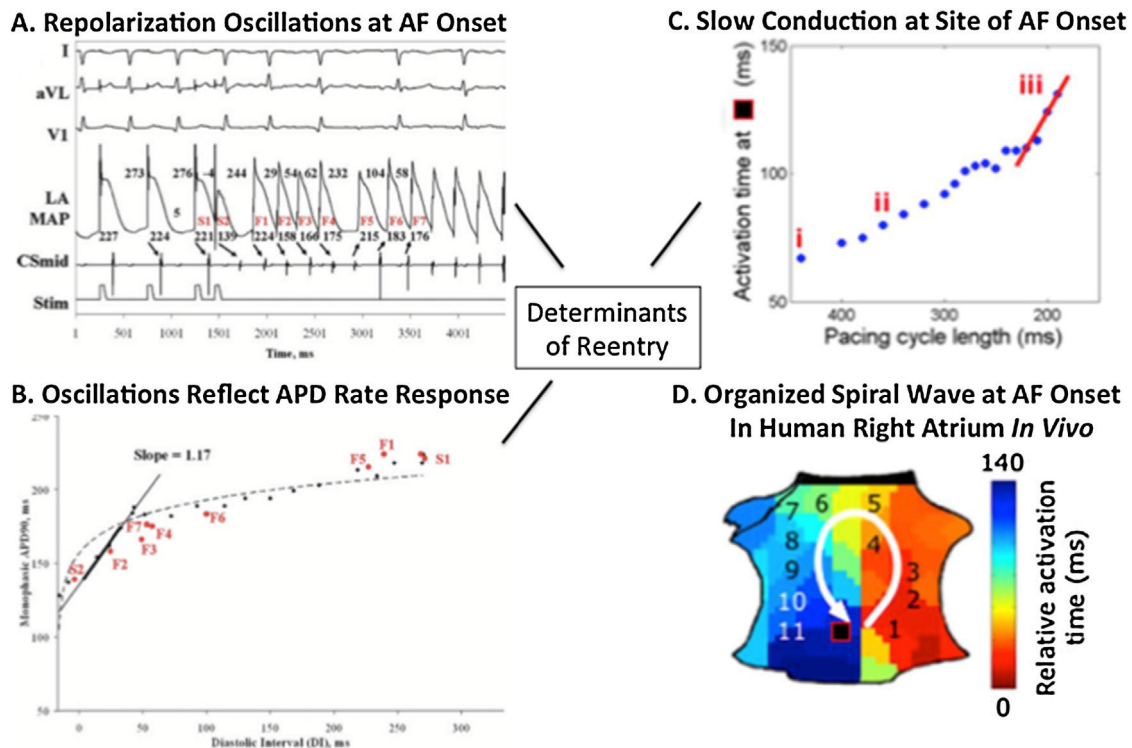 A. Repolarization Oscillations at AF Onset
I
aVL
V1
273 276 -4 244 29 54 62 232 104 58
LA
MAP
5
S1 S2 F1 F2 F3 F4 F5 F6 F7
227 224 221 139 224 158 166 175 215 183 176
CSmid
Stim
1 501 1001 1501 2001 2501 3001 3501 4001
Time, ms
B. Oscillations Reflect APD Rate Response
250
200
150
100
50
Monophasic APD90, ms
Slope = 1.17
F1
F5 S1
F6
F7 F4
F3
F2
S2
0 50 100 150 200 250 300
Diastolic Interval (DI), ms
Determinants
of Reentry
C. Slow Conduction at Site of AF Onset
Activation time at (ms)
150
100
50
i
ii
iii
400 300 200
Pacing cycle length (ms)
D. Organized Spiral Wave at AF Onset
In Human Right Atrium In Vivo
140
6 5
7
8 4
9 3
10 2
11 1
0
Relative activation
time (ms)